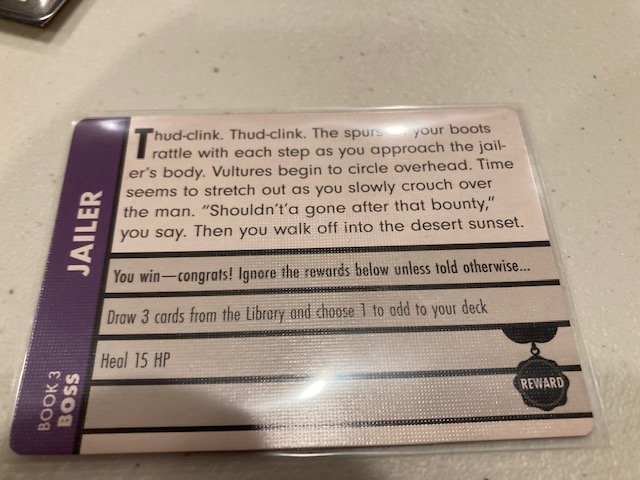 Thud-clink. Thud-clink. The spurs your boots
rattle with each step as you approach the jail-
er's body. Vultures begin to circle overhead. Time
seems to stretch out as you slowly crouch over
the man. "Shouldn't'a gone after that bounty,"
you say. Then you walk off into the desert sunset.
You win—congrats! Ignore the rewards below unless told otherwise...
Draw 3 cards from the Library and choose 1 to add to your deck
Heal 15 HP
REWARD
JAILER
BOOK 3
BOSS